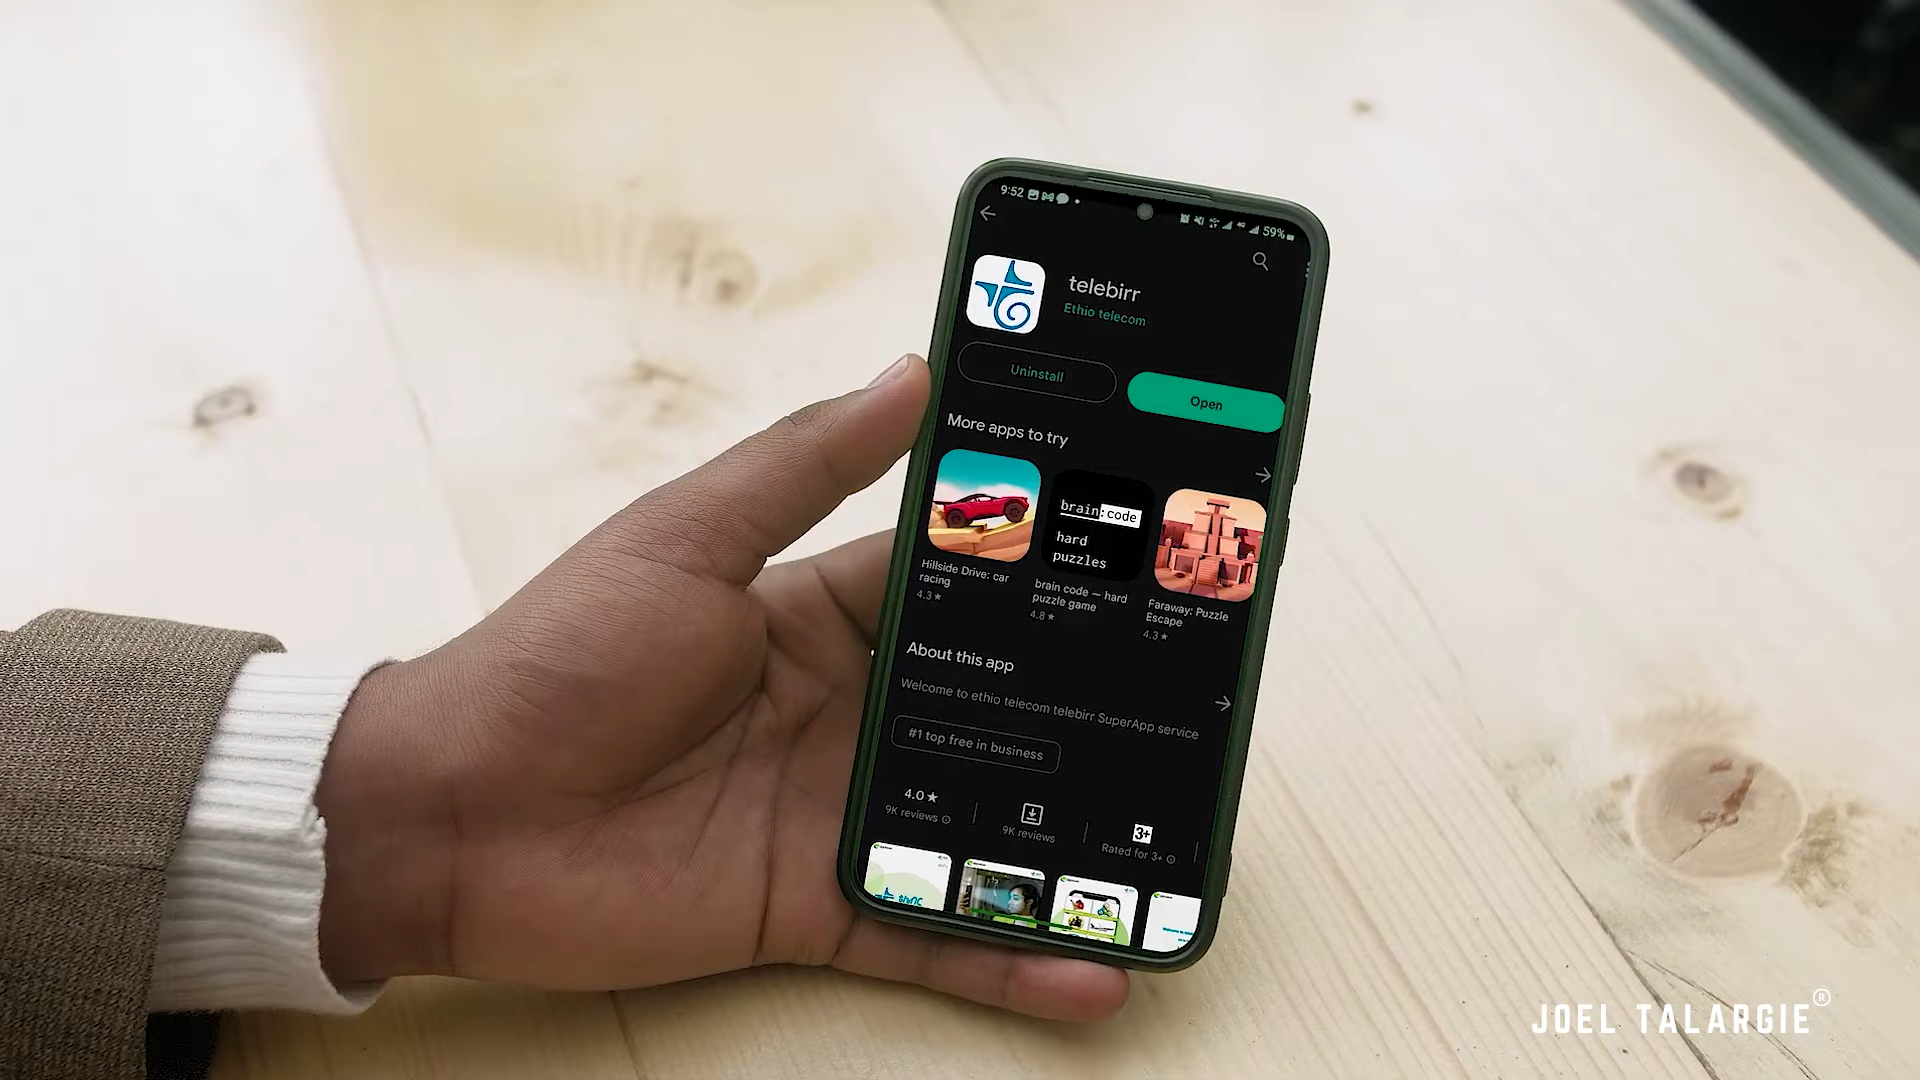 9:52
59%
telebirr
Ethio telecom
Uninstall
Open
More apps to try
brain:code
hard
puzzles
Hillside Drive: car
racing
4.3★
brain code — hard
puzzle game
4.8★
Faraway: Puzzle
Escape
4.3★
About this app
Welcome to ethio telecom telebirr SuperApp service
#1 top free in business
4.0★
9K reviews
9K reviews
3+
Rated for 3+
JOEL TALARGIE®